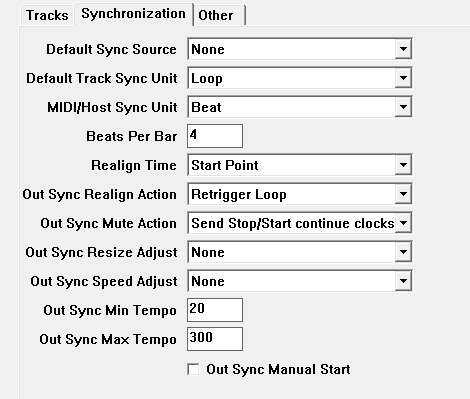 Tracks Synchronization Other
Default Sync Source None
Default Track Sync Unit Loop
MIDI/Host Sync Unit Beat
Beats Per Bar 4
Realign Time Start Point
Out Sync Realign Action Retrigger Loop
Out Sync Mute Action Send Stop/Start continue clocks
Out Sync Resize Adjust None
Out Sync Speed Adjust None
Out Sync Min Tempo 20
Out Sync Max Tempo 300
Out Sync Manual Start